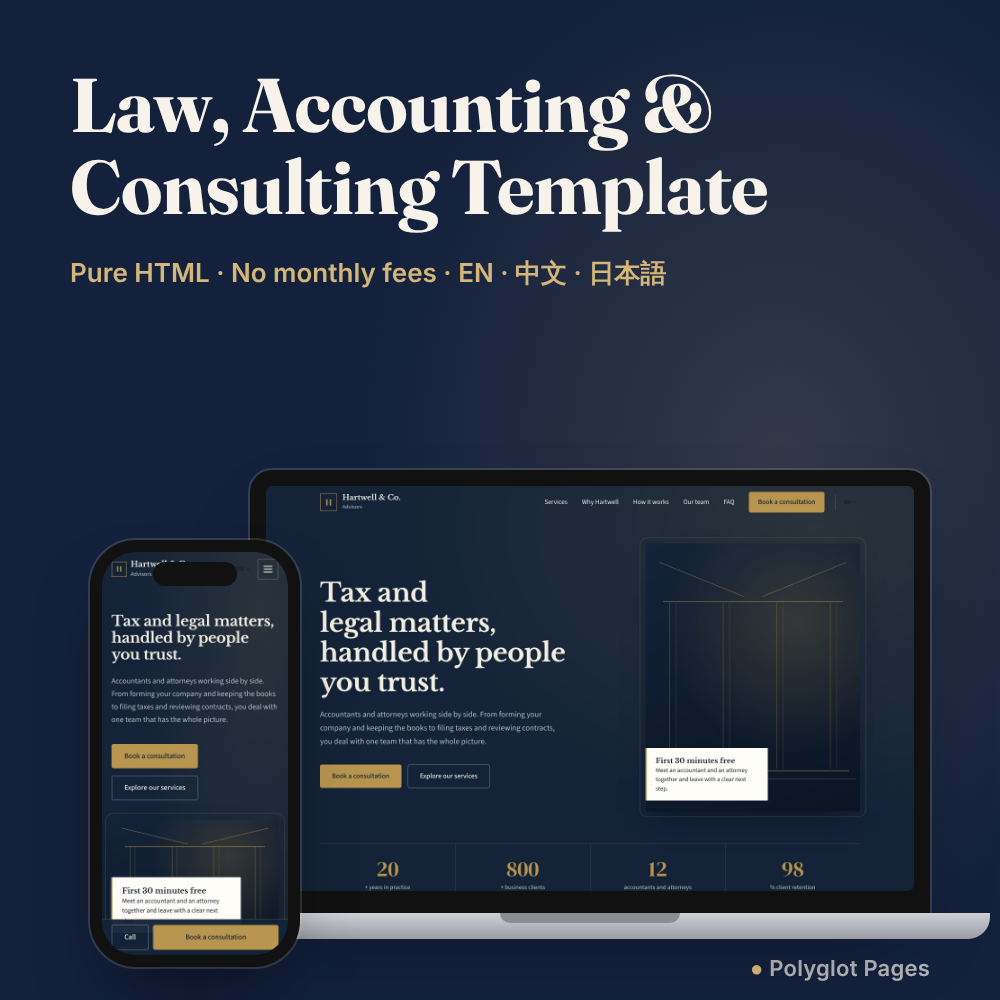 Law, Accounting &
Consulting Template
Pure HTML · No monthly fees · EN · 中文 · 日本語
Hartwell & Co.
Advisors
Services
Why Hartwell
How it works
Our team
FAQ
Book a consultation
Tax and
legal matters,
handled by people
you trust.
Accountants and attorneys working side by side. From forming your
company and keeping the books to filing taxes and reviewing contracts,
you deal with one team that has the whole picture.
Book a consultation
Explore our services
First 30 minutes free
Meet an accountant and an attorney
together and leave with a clear next
step.
20
+ years in practice
800
+ business clients
12
accountants and attorneys
98
% client retention
Advisors
Tax and legal matters,
handled by people
you trust.
Accountants and attorneys working side by side.
From forming your company and keeping the books
to filing taxes and reviewing contracts, you deal with
one team that has the whole picture.
Book a consultation
Explore our services
First 30 minutes free
Meet an accountant and an attorney
together and leave with a clear next
Call
Book a consultation
Polyglot Pages